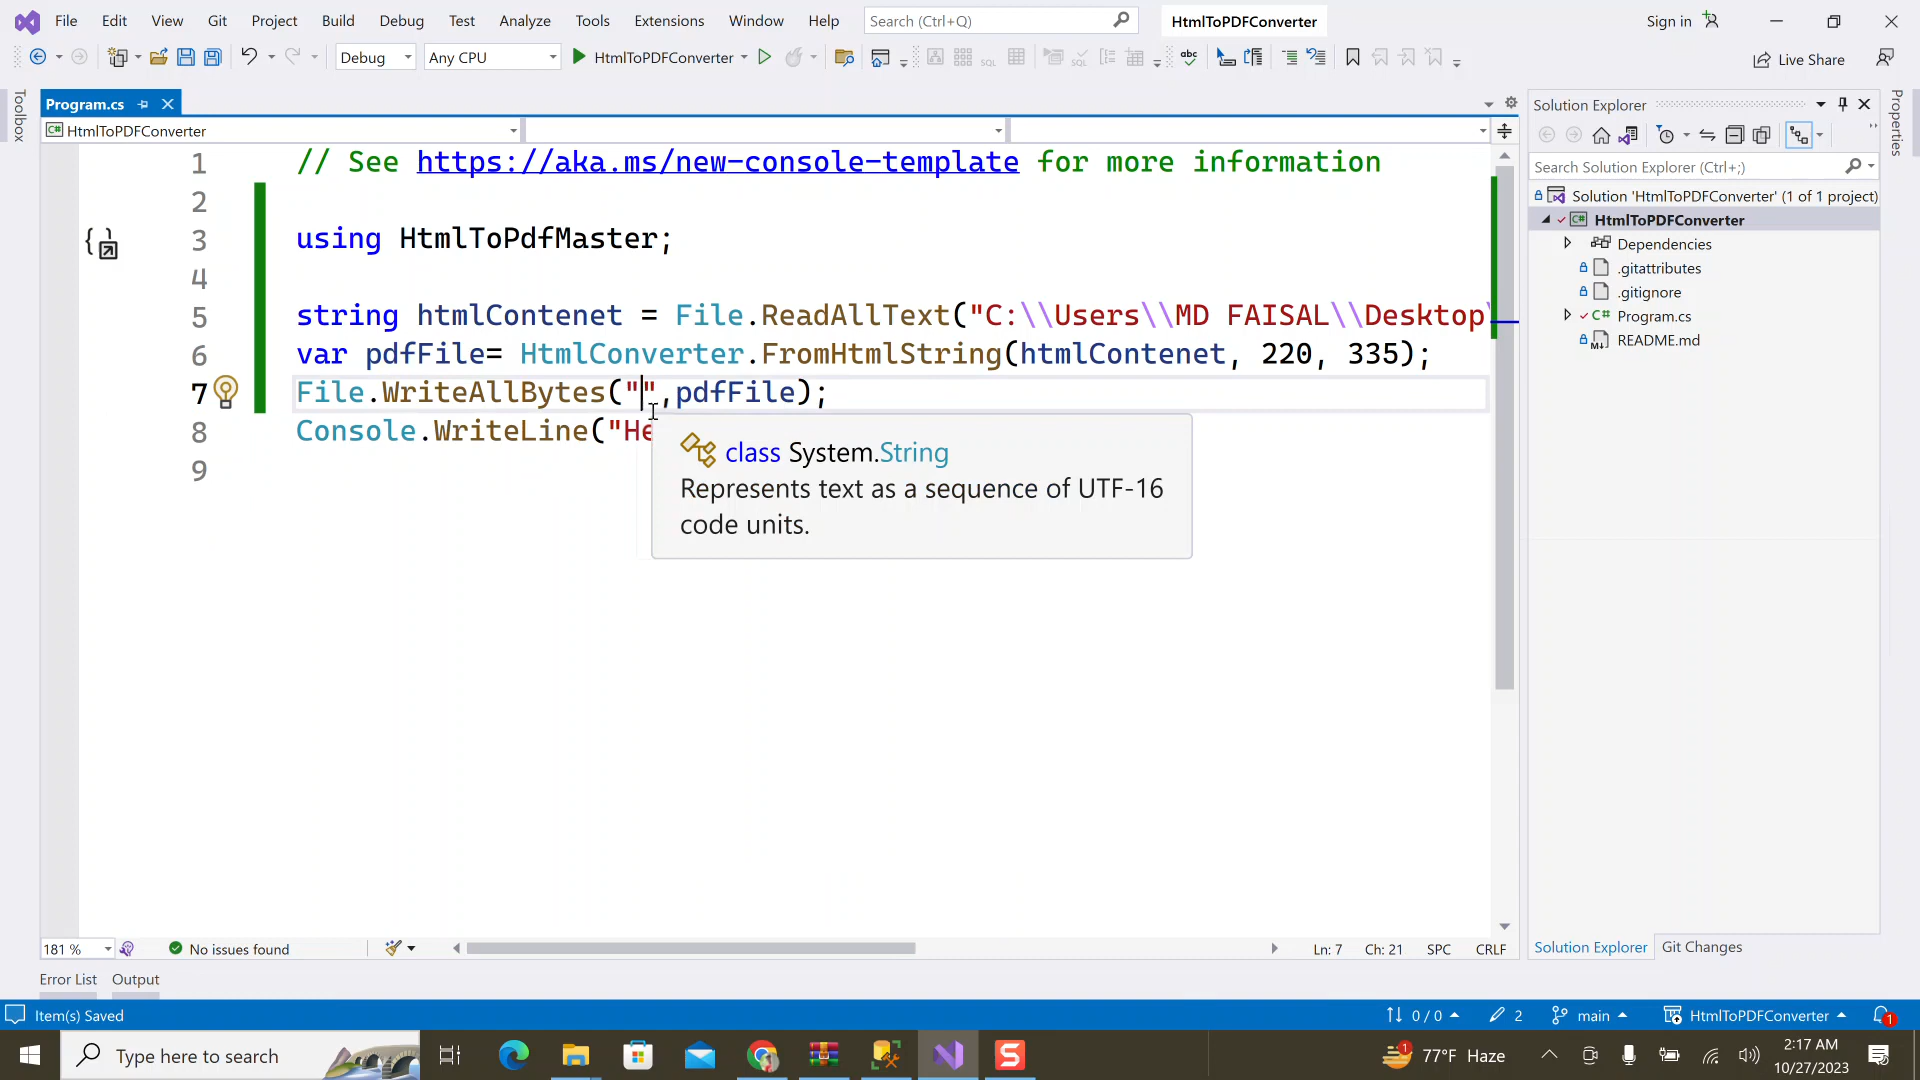 File Edit View Git Project Build Debug Test Analyze Tools Extensions Window Help Search (Ctrl+Q) HtmlToPDFConverter Sign in
Debug Any CPU HtmlToPDFConverter Live Share
Toolbox
Program.cs
HtmlToPDFConverter
1 // See https://aka.ms/new-console-template for more information
2
3 using HtmlToPdfMaster;
4
5 string htmlContenet = File.ReadAllText("C:\\Users\\MD FAISAL\\Desktop\
6 var pdfFile= HtmlConverter.FromHtmlString(htmlContenet, 220, 335);
7 File.WriteAllBytes("",pdfFile);
8 Console.WriteLine("He
9
class System.String
Represents text as a sequence of UTF-16
code units.
Solution Explorer
Search Solution Explorer (Ctrl+;)
Solution 'HtmlToPDFConverter' (1 of 1 project)
HtmlToPDFConverter
Dependencies
.gitattributes
.gitignore
Program.cs
README.md
Properties
181 % No issues found Ln: 7 Ch: 21 SPC CRLF
Solution Explorer Git Changes
Error List Output
Item(s) Saved 0 / 0 2 main HtmlToPDFConverter 1
Type here to search 1 77°F Haze 2:17 AM
10/27/2023